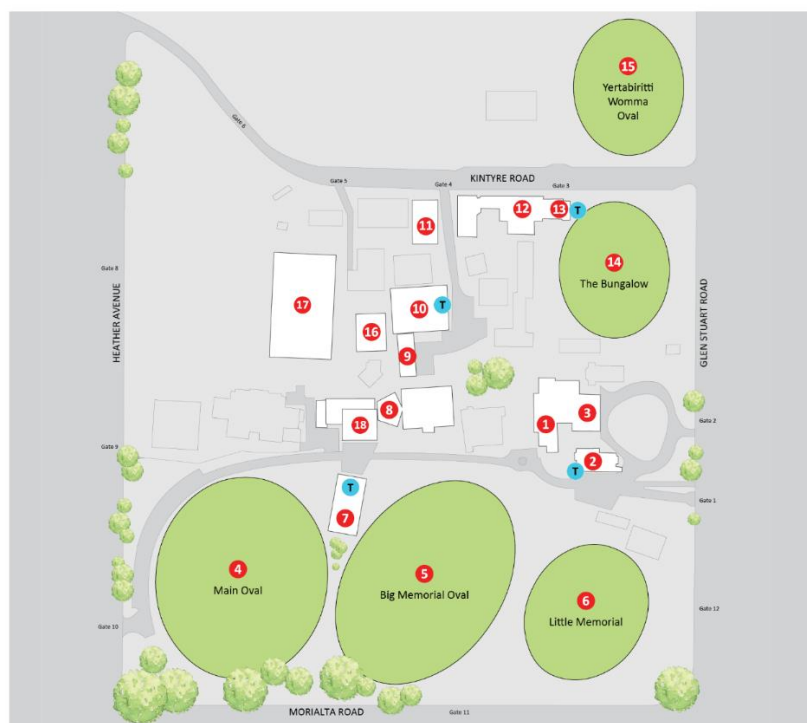 15
Yertabiritti
Womma
Oval
Gate 6
KINTYRE ROAD
Gate 5
Gate 4
Gate 3
12
13
T
11
14
The Bungalow
Gate 8
HEATHER AVENUE
GLEN STUART ROAD
17
10
T
16
9
8
3
1
18
Gate 2
Gate 9
2
T
T
Gate 1
7
4
Main Oval
5
Big Memorial Oval
6
Little Memorial
Gate 12
Gate 10
MORIALTA ROAD
Gate 11